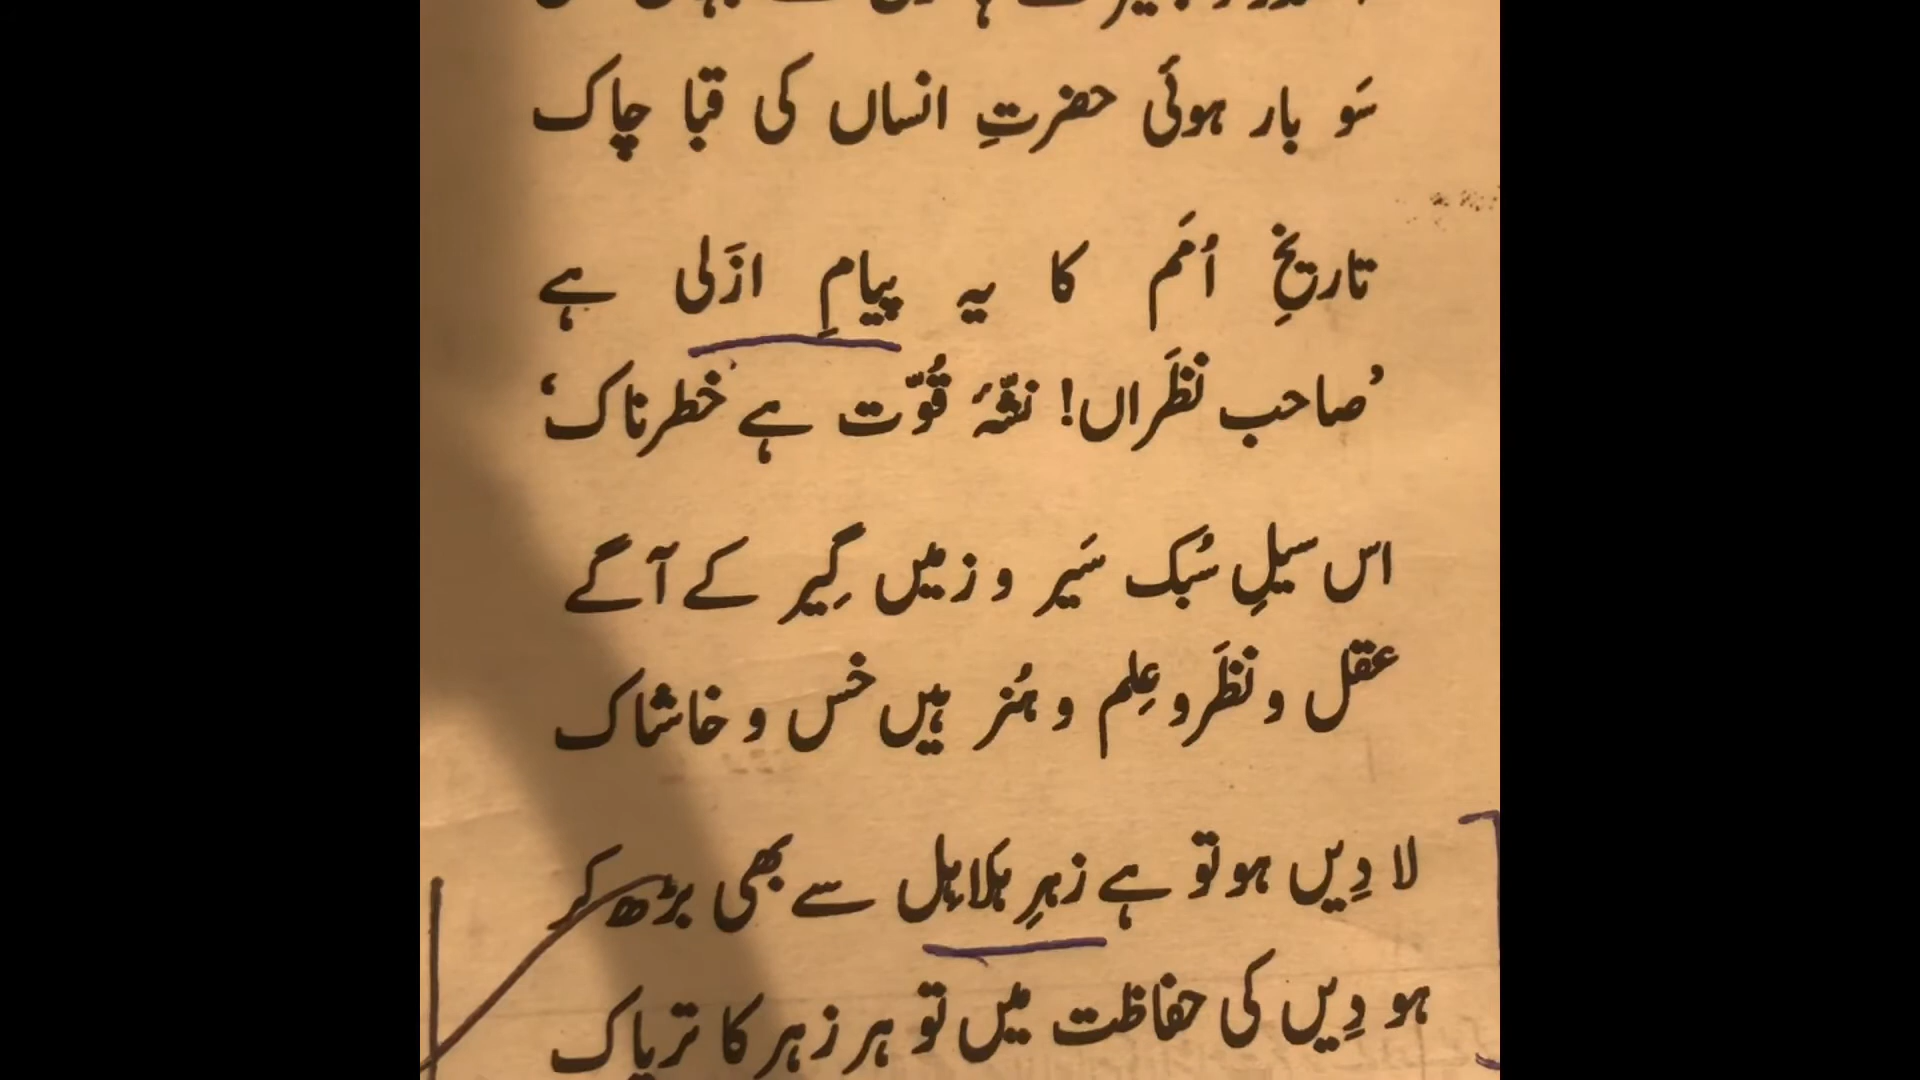 سَو بار ہوئی حضرتِ انساں کی قبا چاک
تاریخِ اُمَم کا یہ پیامِ ازَلی ہے
’صاحب نظَراں! نشّۂَ قُوّت ہے خطرناک‘
اس سیلِ سُبک سَیر و زمیں گِیر کے آگے
عقل و نظَر و عِلم و ہُنر ہیں خس و خاشاک
لا دِیں ہو تو ہے زہرِ ہَلاہِل سے بھی بڑھ کر
ہو دِیں کی حفاظت میں تو ہر زہر کا تریاک